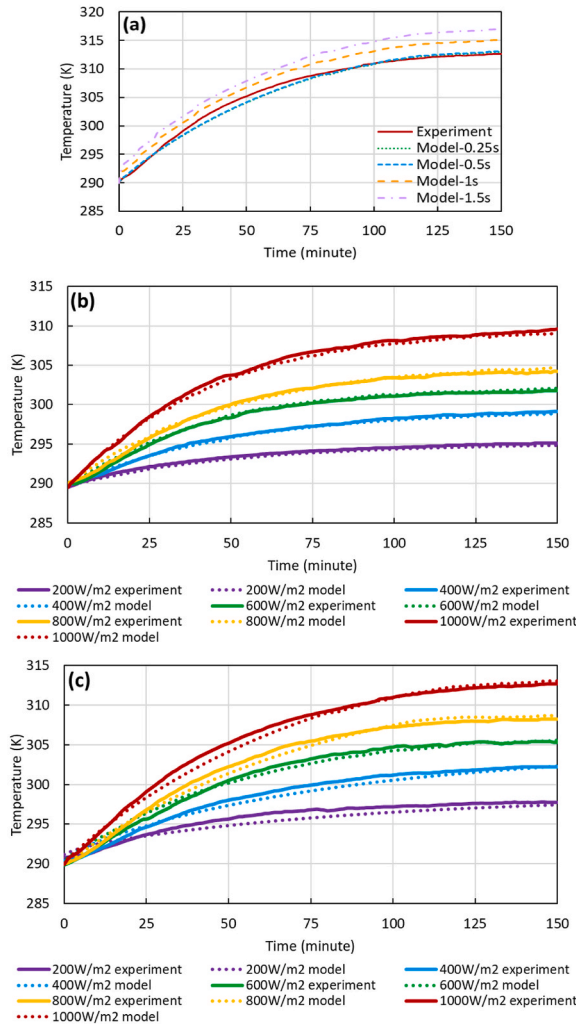 (a)
320
315
310
305
300
295
290
285
Temperature (K)
Experiment
Model-0.25s
Model-0.5s
Model-1s
Model-1.5s
0 25 50 75 100 125 150
Time (minute)
(b)
315
310
305
300
295
290
285
Temperature (K)
0 25 50 75 100 125 150
Time (minute)
200W/m2 experiment 200W/m2 model 400W/m2 experiment
400W/m2 model 600W/m2 experiment 600W/m2 model
800W/m2 experiment 800W/m2 model 1000W/m2 experiment
1000W/m2 model
(c)
315
310
305
300
295
290
285
Temperature (K)
0 25 50 75 100 125 150
Time (minute)
200W/m2 experiment 200W/m2 model 400W/m2 experiment
400W/m2 model 600W/m2 experiment 600W/m2 model
800W/m2 experiment 800W/m2 model 1000W/m2 experiment
1000W/m2 model